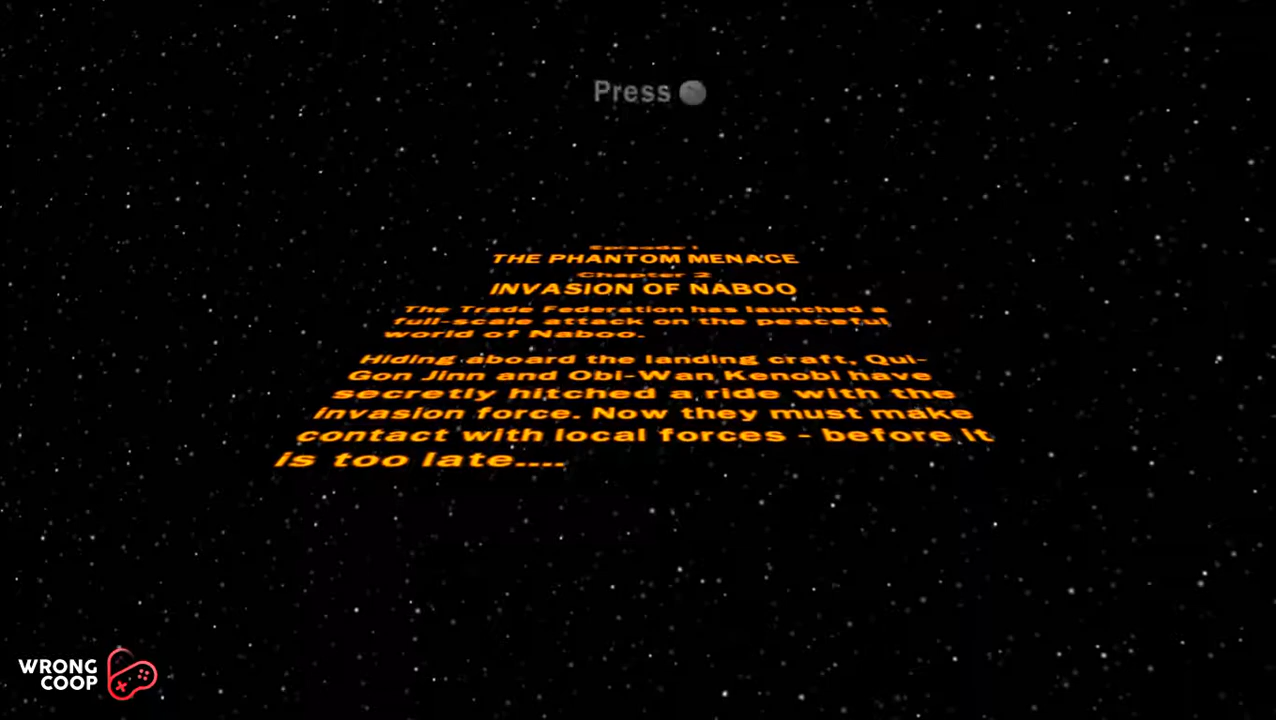 Press
Episode I
THE PHANTOM MENACE
Chapter 2
INVASION OF NABOO
The Trade Federation has launched a
full-scale attack on the peaceful
world of Naboo.
Hiding aboard the landing craft, Qui-
Gon Jinn and Obi-Wan Kenobi have
secretly hitched a ride with the
invasion force. Now they must make
contact with local forces - before it
is too late....
WRONG
COOP